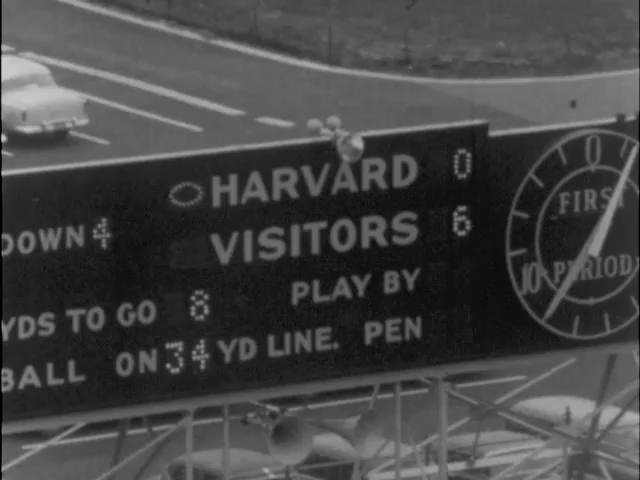 HARVARD 0
DOWN 4 VISITORS 6
YDS TO GO 8 PLAY BY
BALL ON 34 YD LINE. PEN
0
FIRST
10 PERIOD